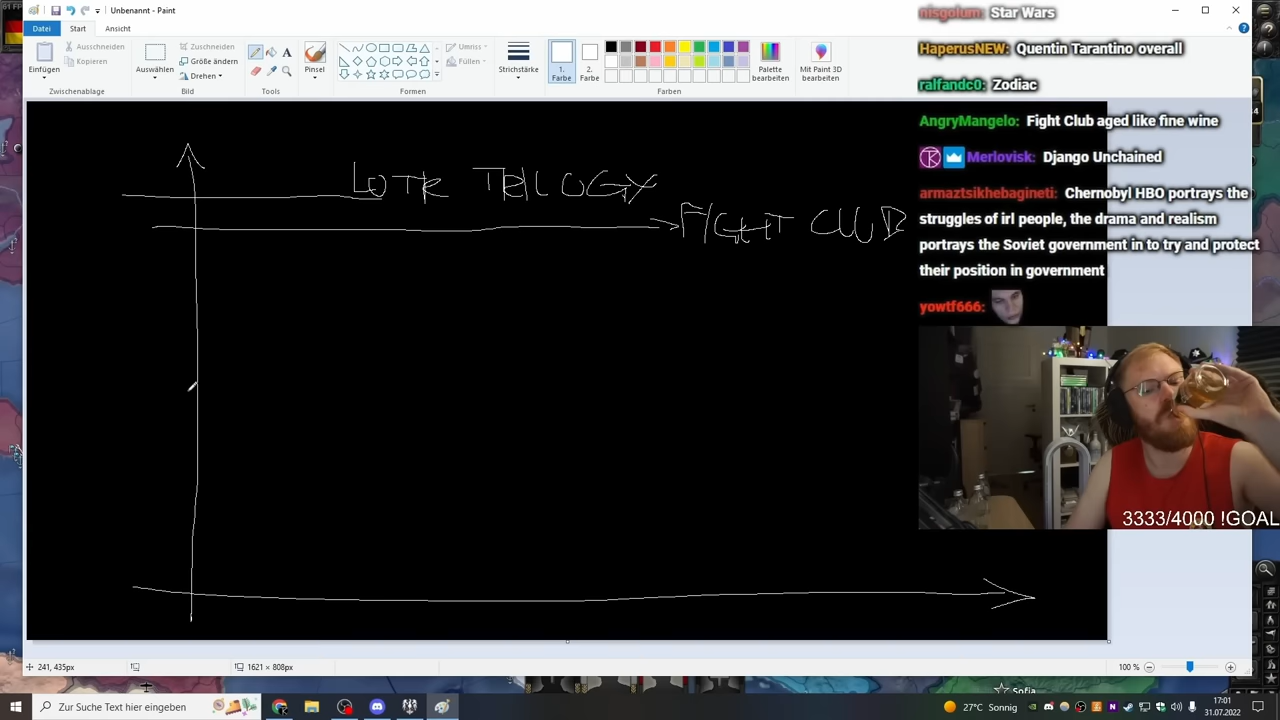 Unbenannt - Paint
Datei Start Ansicht
Einfügen
Ausschneiden
Kopieren
Zwischenablage
Auswählen
Zuschneiden
Größe ändern
Drehen
Bild
A
Tools
Pinsel
Umriss
Füllen
Formen
Strichstärke
1. Farbe
2. Farbe
Palette bearbeiten
Farben
Mit Paint 3D bearbeiten
nisgolum: Star Wars
HaperusNEW: Quentin Tarantino overall
ralfandc0: Zodiac
AngryMangelo: Fight Club aged like fine wine
Merlovisk: Django Unchained
armaztsikhebagineti: Chernobyl HBO portrays the
struggles of irl people, the drama and realism
portrays the Soviet government in to try and protect
their position in government
yowtf666:
LOTR TRILOGY
FIGHT CLUB
3333/4000 !GOAL
241, 435px
1621 × 808px
100 %
Sofia
Zur Suche Text hier eingeben
27°C Sonnig
17:01
31.07.2022